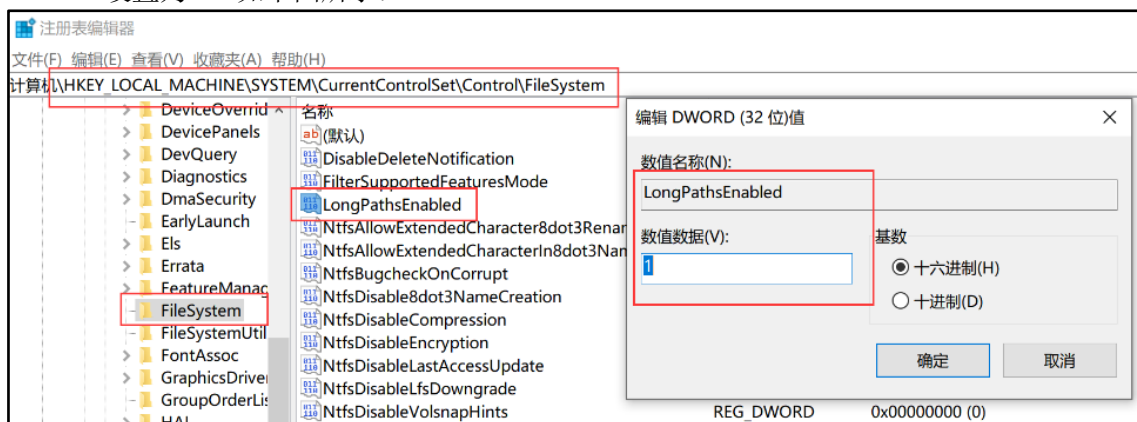 注册表编辑器
文件(F) 编辑(E) 查看(V) 收藏夹(A) 帮助(H)
计算机\HKEY_LOCAL_MACHINE\SYSTEM\CurrentControlSet\Control\FileSystem
DeviceOverrid
DevicePanels
DevQuery
Diagnostics
DmaSecurity
EarlyLaunch
Els
Errata
FeatureManag
FileSystem
FileSystemUtil
FontAssoc
GraphicsDriver
GroupOrderLis
HAL
名称
ab (默认)
DisableDeleteNotification
FilterSupportedFeaturesMode
LongPathsEnabled
NtfsAllowExtendedCharacter8dot3Renar
NtfsAllowExtendedCharacterIn8dot3Nan
NtfsBugcheckOnCorrupt
NtfsDisable8dot3NameCreation
NtfsDisableCompression
NtfsDisableEncryption
NtfsDisableLastAccessUpdate
NtfsDisableLfsDowngrade
NtfsDisableVolsnapHints REG_DWORD 0x00000000 (0)
编辑 DWORD (32 位)值
数值名称(N):
LongPathsEnabled
数值数据(V):
1
基数
十六进制(H)
十进制(D)
确定 取消